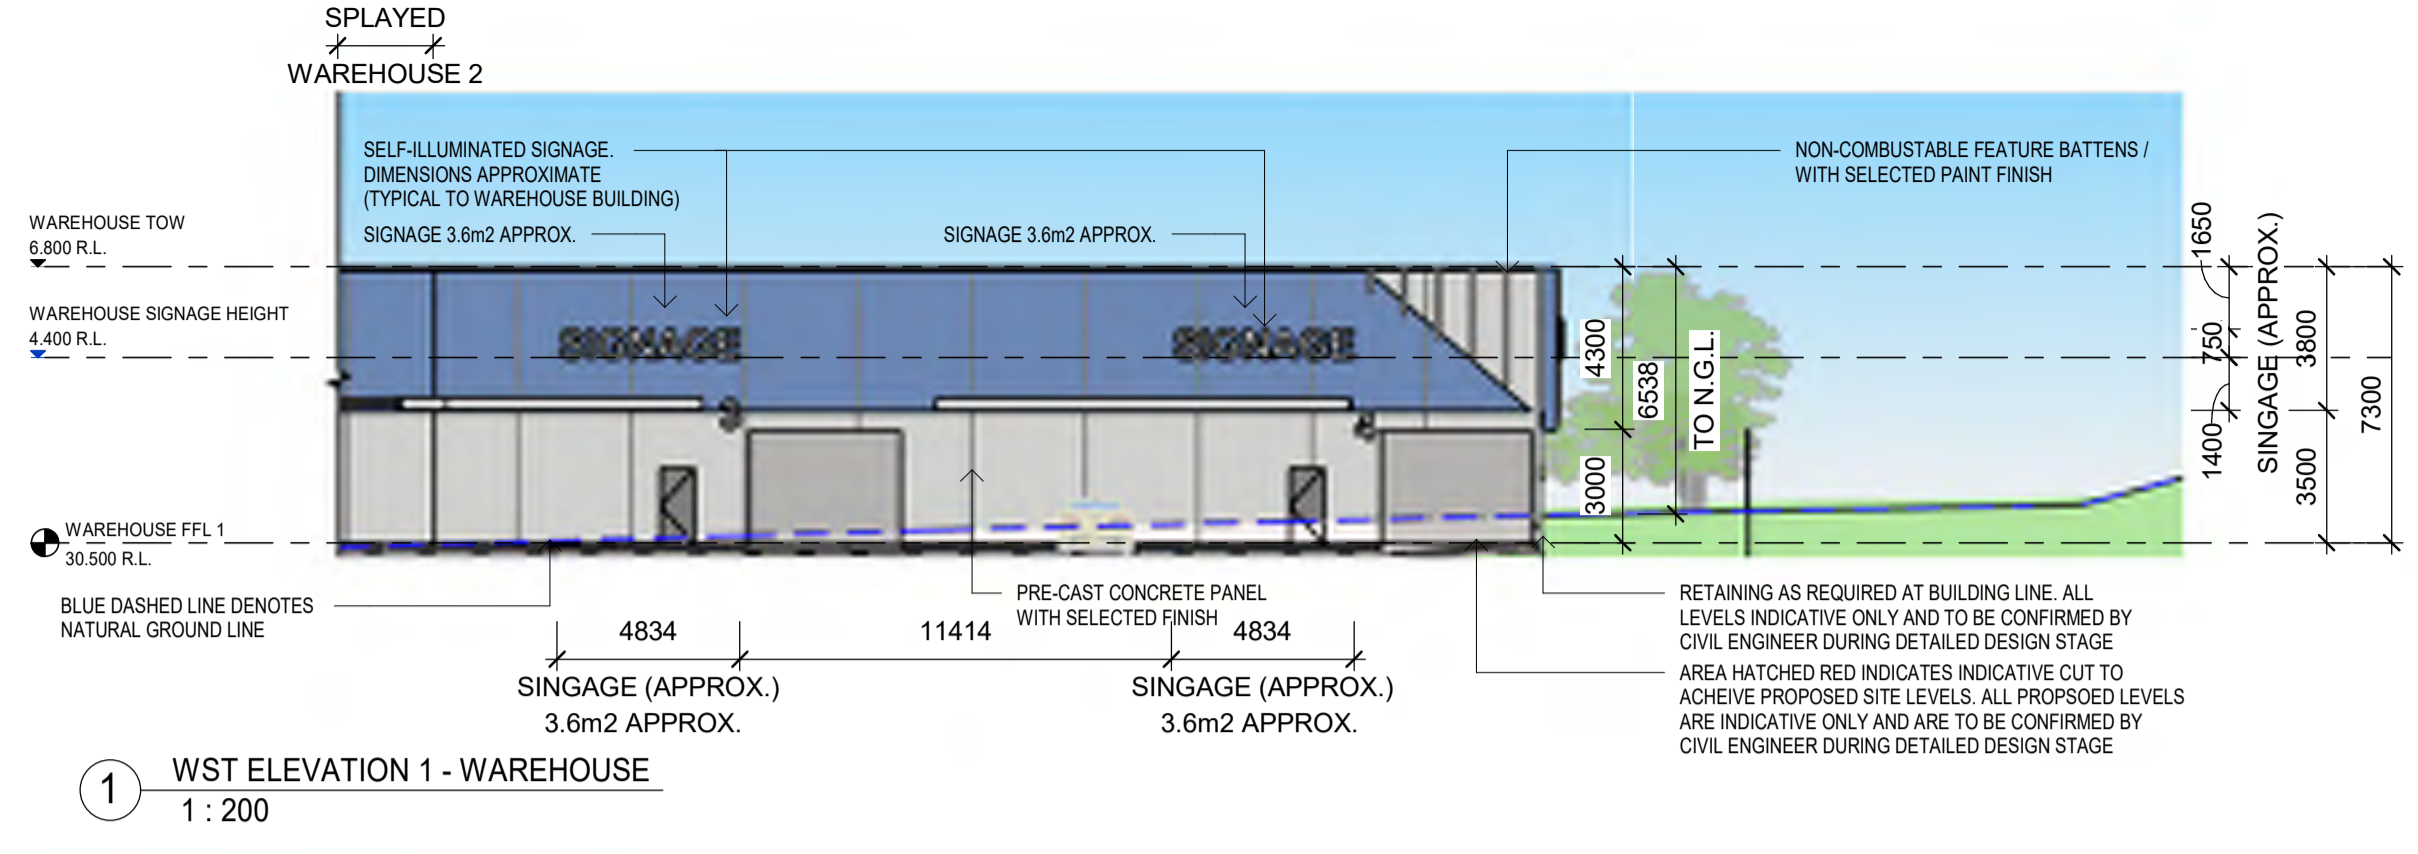 SPLAYED
WAREHOUSE 2
SELF-ILLUMINATED SIGNAGE.
DIMENSIONS APPROXIMATE
(TYPICAL TO WAREHOUSE BUILDING)
SIGNAGE 3.6m2 APPROX.
SIGNAGE 3.6m2 APPROX.
NON-COMBUSTABLE FEATURE BATTENS /
WITH SELECTED PAINT FINISH
WAREHOUSE TOW
6.800 R.L.
WAREHOUSE SIGNAGE HEIGHT
4.400 R.L.
SIGNAGE
SIGNAGE
3
4
4300
3000
6538
TO N.G.L.
1650
750
1400
SINGAGE (APPROX.)
3800
3500
7300
WAREHOUSE FFL 1
30.500 R.L.
BLUE DASHED LINE DENOTES
NATURAL GROUND LINE
PRE-CAST CONCRETE PANEL
WITH SELECTED FINISH
RETAINING AS REQUIRED AT BUILDING LINE. ALL
LEVELS INDICATIVE ONLY AND TO BE CONFIRMED BY
CIVIL ENGINEER DURING DETAILED DESIGN STAGE
AREA HATCHED RED INDICATES INDICATIVE CUT TO
ACHEIVE PROPOSED SITE LEVELS. ALL PROPSOED LEVELS
ARE INDICATIVE ONLY AND ARE TO BE CONFIRMED BY
CIVIL ENGINEER DURING DETAILED DESIGN STAGE
4834
11414
4834
SINGAGE (APPROX.)
3.6m2 APPROX.
SINGAGE (APPROX.)
3.6m2 APPROX.
1
WST ELEVATION 1 - WAREHOUSE
1 : 200